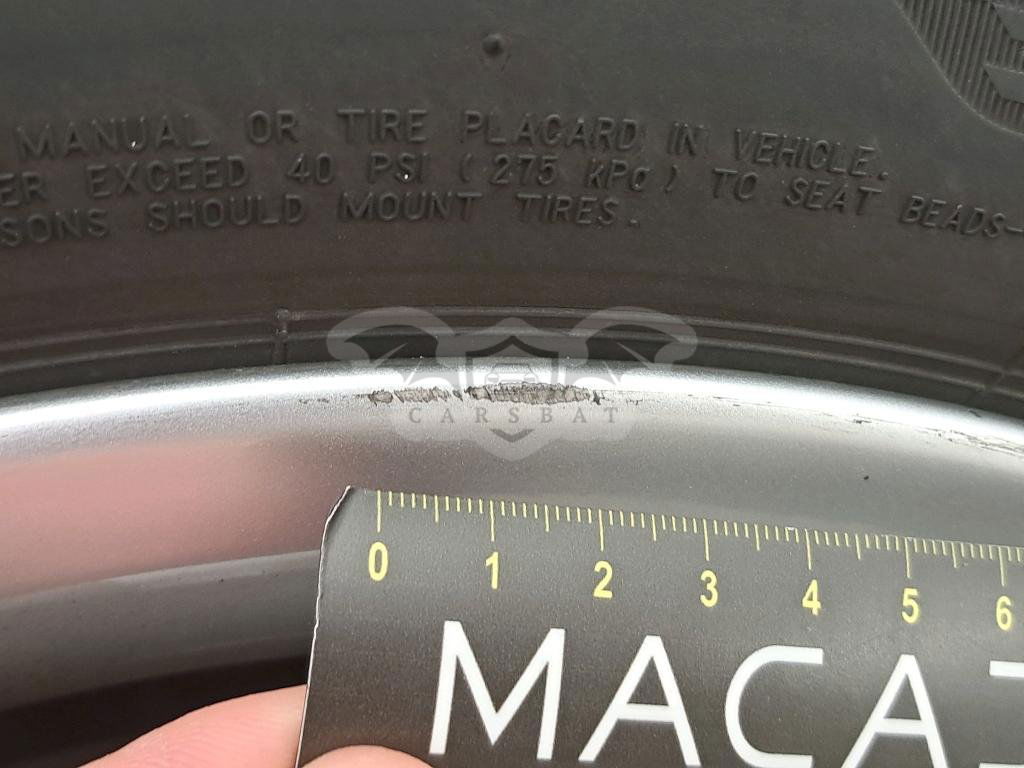 MANUAL OR TIRE PLACARD IN VEHICLE.
ER EXCEED 40 PSI (275 kPa) TO SEAT BEADS-
SONS SHOULD MOUNT TIRES.
CARSBAT
0 1 2 3 4 5 6
MACA